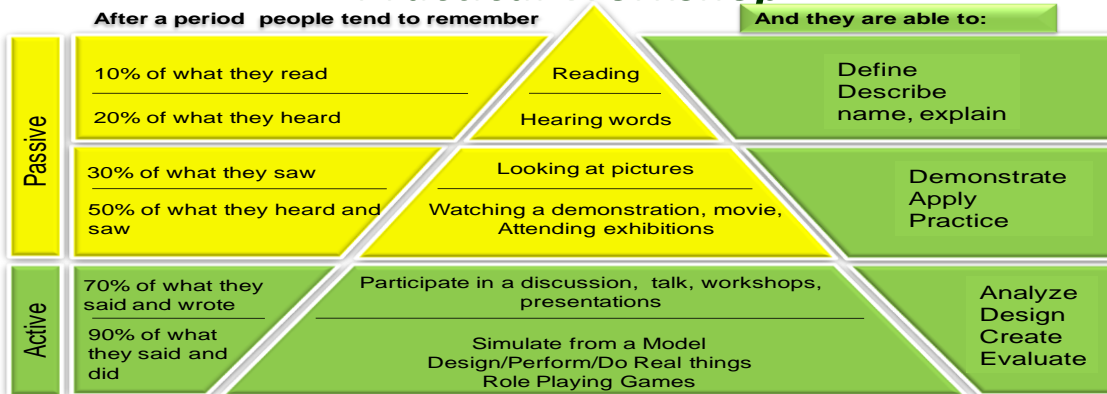 After a period people tend to remember
And they are able to:
Passive
10% of what they read
Reading
20% of what they heard
Hearing words
Define
Describe
name, explain
30% of what they saw
Looking at pictures
50% of what they heard and
saw
Watching a demonstration, movie,
Attending exhibitions
Demonstrate
Apply
Practice
Active
70% of what they
said and wrote
Participate in a discussion, talk, workshops,
presentations
90% of what
they said and
did
Simulate from a Model
Design/Perform/Do Real things
Role Playing Games
Analyze
Design
Create
Evaluate